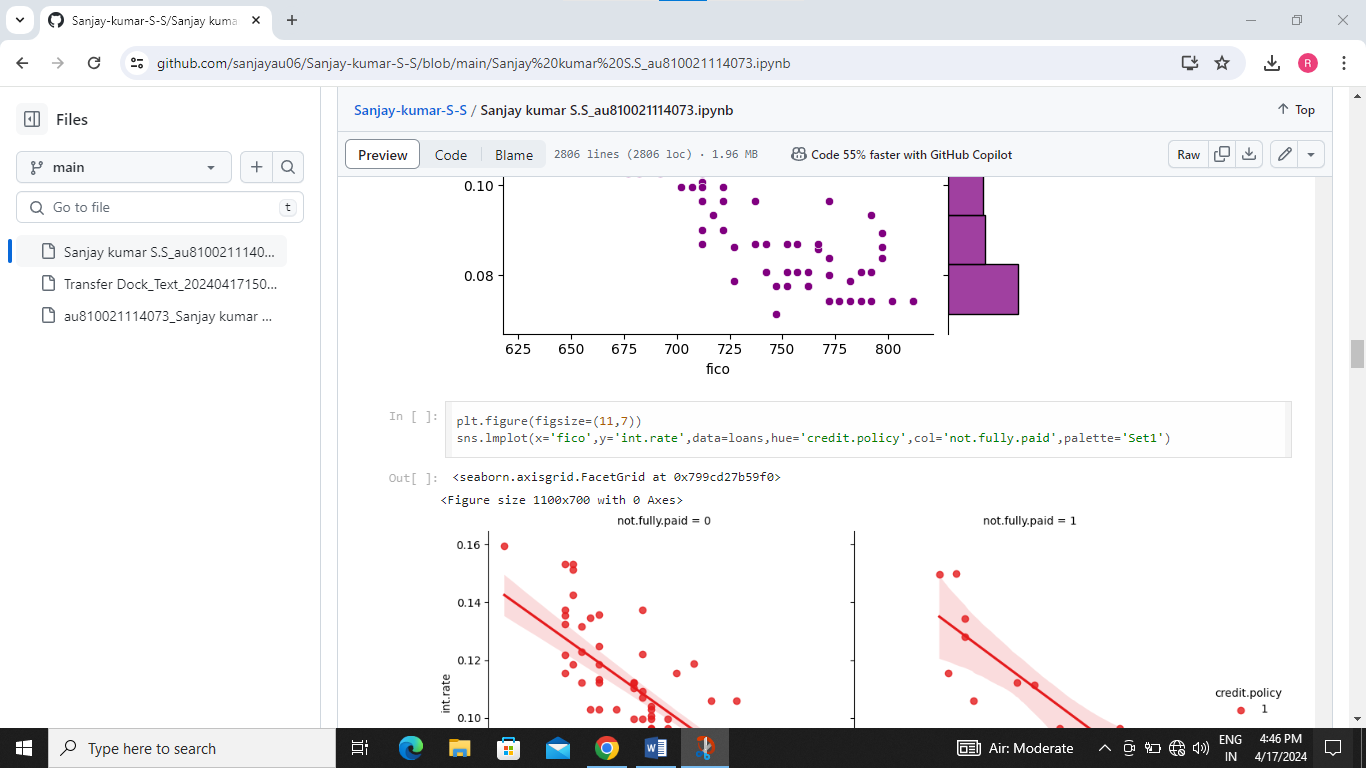 Sanjay-kumar-S-S/Sanjay kuma
github.com/sanjayau06/Sanjay-kumar-S-S/blob/main/Sanjay%20kumar%20S.S_au810021114073.ipynb
R
Files
main
Go to file
t
Sanjay kumar S.S_au8100211140...
Transfer Dock_Text_20240417150...
au810021114073_Sanjay kumar ...
Sanjay-kumar-S-S / Sanjay kumar S.S_au810021114073.ipynb
Top
Preview Code Blame 2806 lines (2806 loc) · 1.96 MB Code 55% faster with GitHub Copilot Raw
0.10
0.08
625 650 675 700 725 750 775 800
fico
In [ ]:
plt.figure(figsize=(11,7))
sns.lmplot(x='fico',y='int.rate',data=loans,hue='credit.policy',col='not.fully.paid',palette='Set1')
Out[ ]: <seaborn.axisgrid.FacetGrid at 0x799cd27b59f0>
<Figure size 1100x700 with 0 Axes>
not.fully.paid = 0 not.fully.paid = 1
0.16
0.14
0.12
0.10
int.rate
credit.policy
1
Type here to search
Air: Moderate
ENG
IN
4:46 PM
4/17/2024